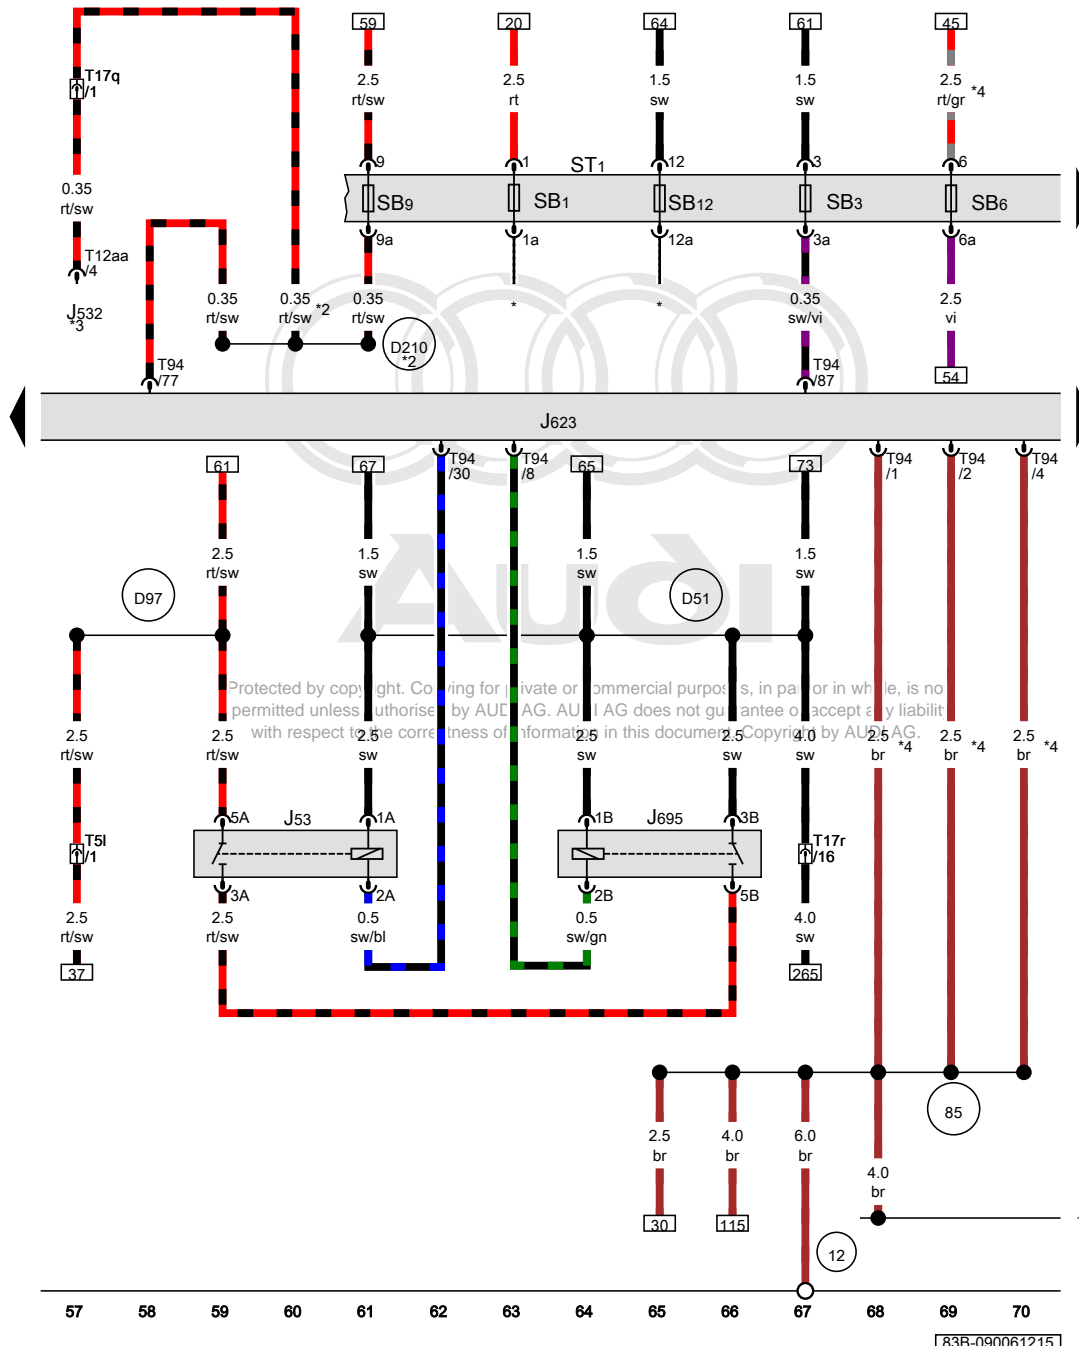 59 20 64 61 45
T17q
/1
2.5 2.5 1.5 1.5 2.5 *4
rt/sw rt sw sw rt/gr
9 1 12 3 6
ST1
0.35
rt/sw
SB9 SB1 SB12 SB3 SB6
9a 1a 12a 3a 6a
T12aa
/4
0.35 0.35 0.35 * * 0.35 2.5
rt/sw rt/sw *2 rt/sw sw/vi vi
J532
*3
D210
*2
T94
/77
T94
/87
54
J623
T94
/30
T94
/8
T94
/1
T94
/2
T94
/4
61 67 65 73
2.5 1.5 1.5 1.5
rt/sw sw sw sw
D97 D51
AUDI
Protected by copyright. Copying for private or commercial purposes, in part or in whole, is no
permitted unless authorised by AUDI AG. AUDI AG does not guarantee or accept any liabilit
with respect to the correctness of information in this document. Copyright by AUDI AG.
2.5 2.5 2.5 2.5 2.5 4.0 2.5 *4 2.5 *4 2.5 *4
rt/sw rt/sw sw sw sw sw br br br
5A J53 1A 1B J695 3B
T5l
/1
T17r
/16
3A 2A 2B 5B
2.5 2.5 0.5 0.5 4.0
rt/sw rt/sw sw/bl sw/gn sw
37 265
85
2.5 4.0 6.0
br br br
4.0
br
30 115
12
57 58 59 60 61 62 63 64 65 66 67 68 69 70
83B-090061215